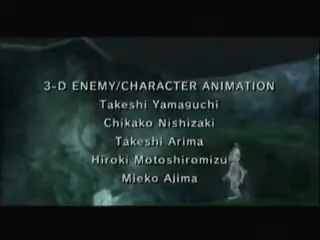 3-D ENEMY/CHARACTER ANIMATION
Takeshi Yamaguchi
Chikako Nishizaki
Takeshi Arima
Hiroki Motoshiromizu
Mieko Ajima